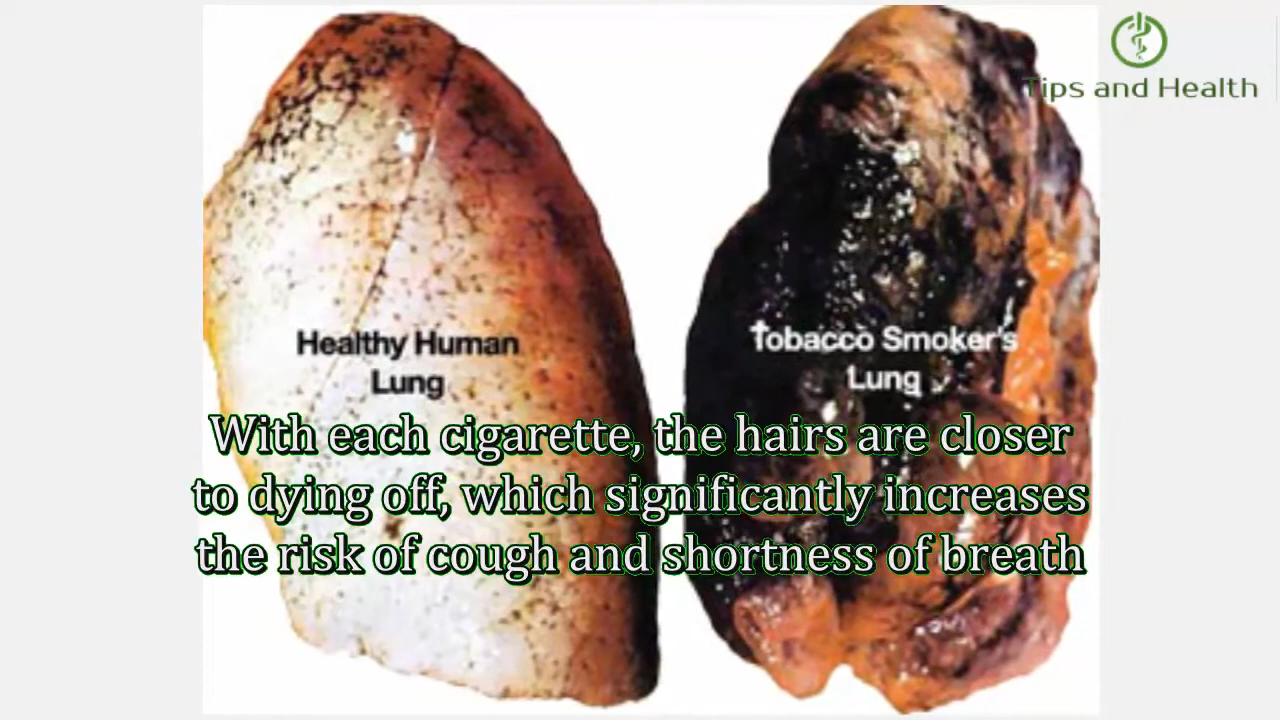 Tips and Health
Healthy Human
Lung
Tobacco Smoker's
Lung
With each cigarette, the hairs are closer
to dying off, which significantly increases
the risk of cough and shortness of breath